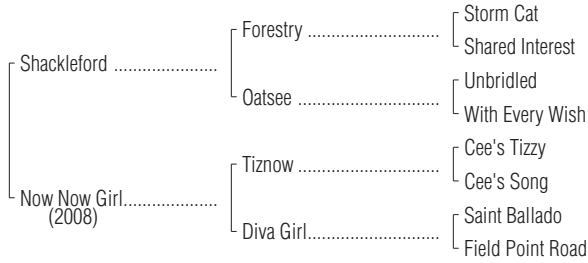 Storm Cat
Forestry ......................................
Shared Interest
Shackleford .....................
Unbridled
Oatsee .........................................
With Every Wish
Cee's Tizzy
Tiznow ........................................
Cee's Song
Now Now Girl...................
(2008)
Saint Ballado
Diva Girl......................................
Field Point Road